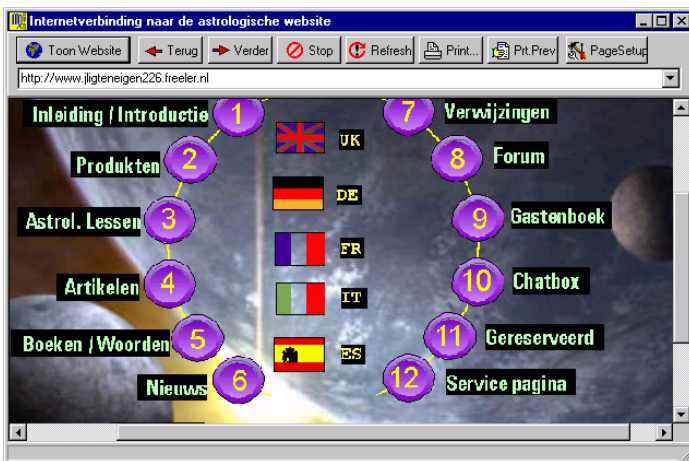 Internetverbinding naar de astrologische website
Toon Website Terug Verder Stop Refresh Print... Prt.Prev PageSetup
http://www.jligteneigen226.freeler.nl
Inleiding / Introductie 1
Produkten 2
Astrol. Lessen 3
Artikelen 4
Boeken / Woorden 5
Nieuws 6
UK
DE
FR
IT
ES
7 Verwijzingen
8 Forum
9 Gastenboek
10 Chatbox
11 Gereserveerd
12 Service pagina